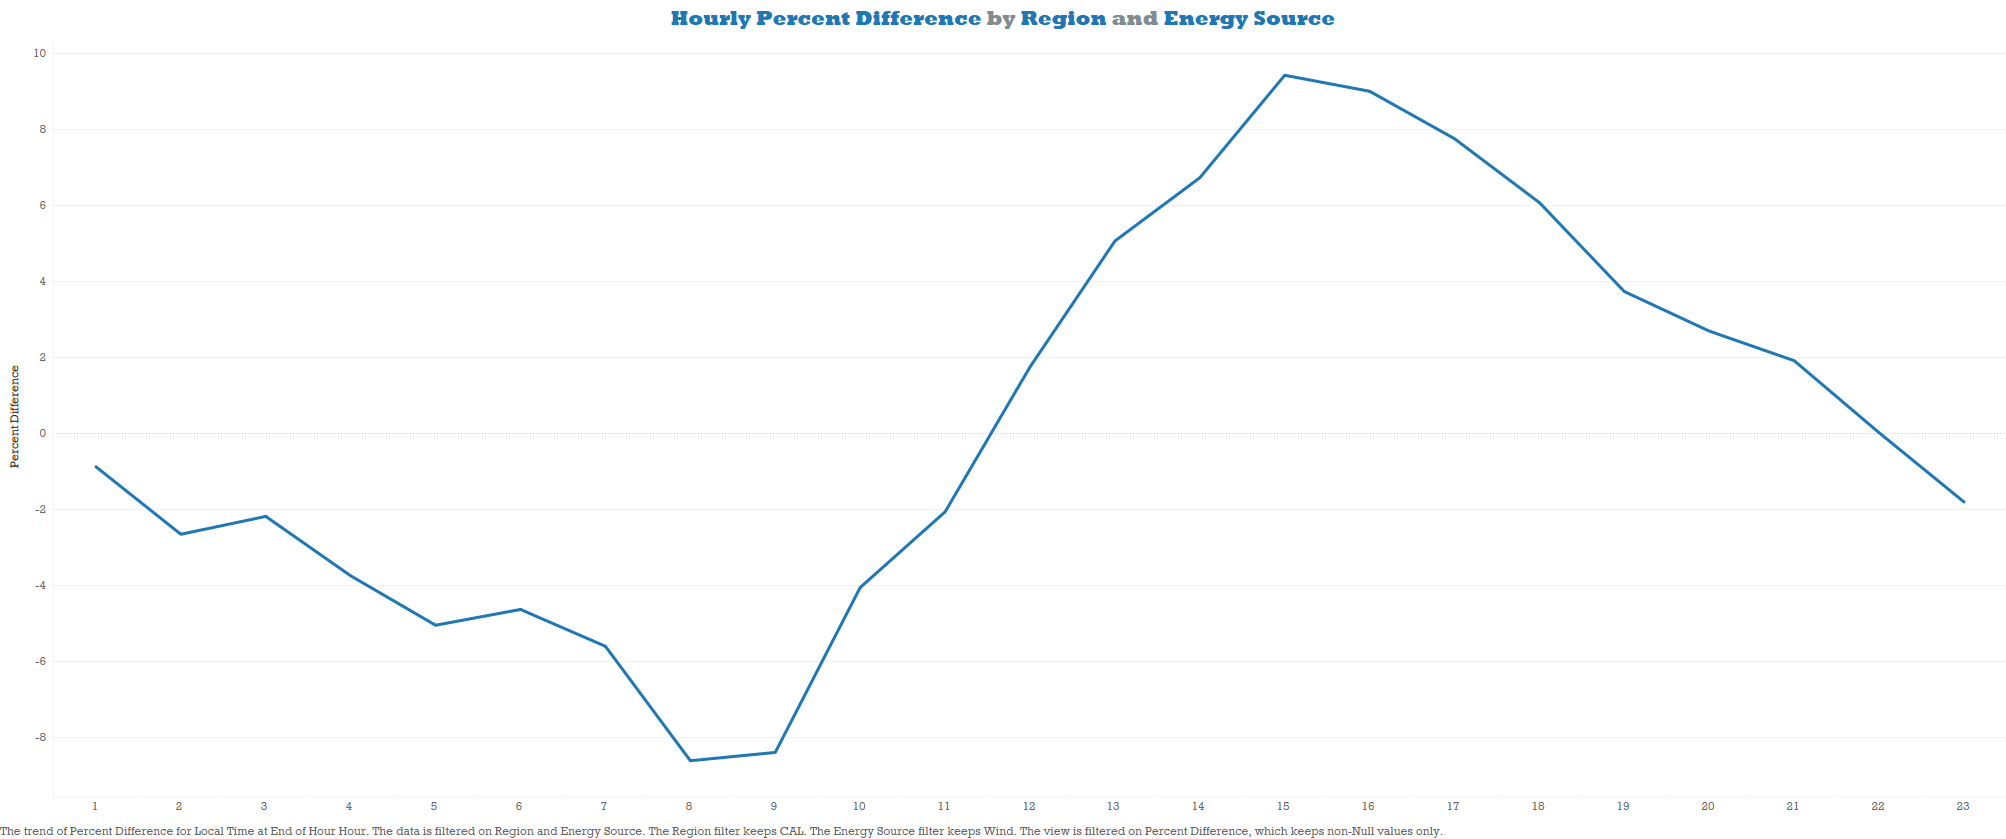 Hourly Percent Difference by Region and Energy Source
10
8
6
4
2
0
-2
-4
-6
-8
Percent Difference
1 2 3 4 5 6 7 8 9 10 11 12 13 14 15 16 17 18 19 20 21 22 23
The trend of Percent Difference for Local Time at End of Hour Hour. The data is filtered on Region and Energy Source. The Region filter keeps CAL. The Energy Source filter keeps Wind. The view is filtered on Percent Difference, which keeps non-Null values only.